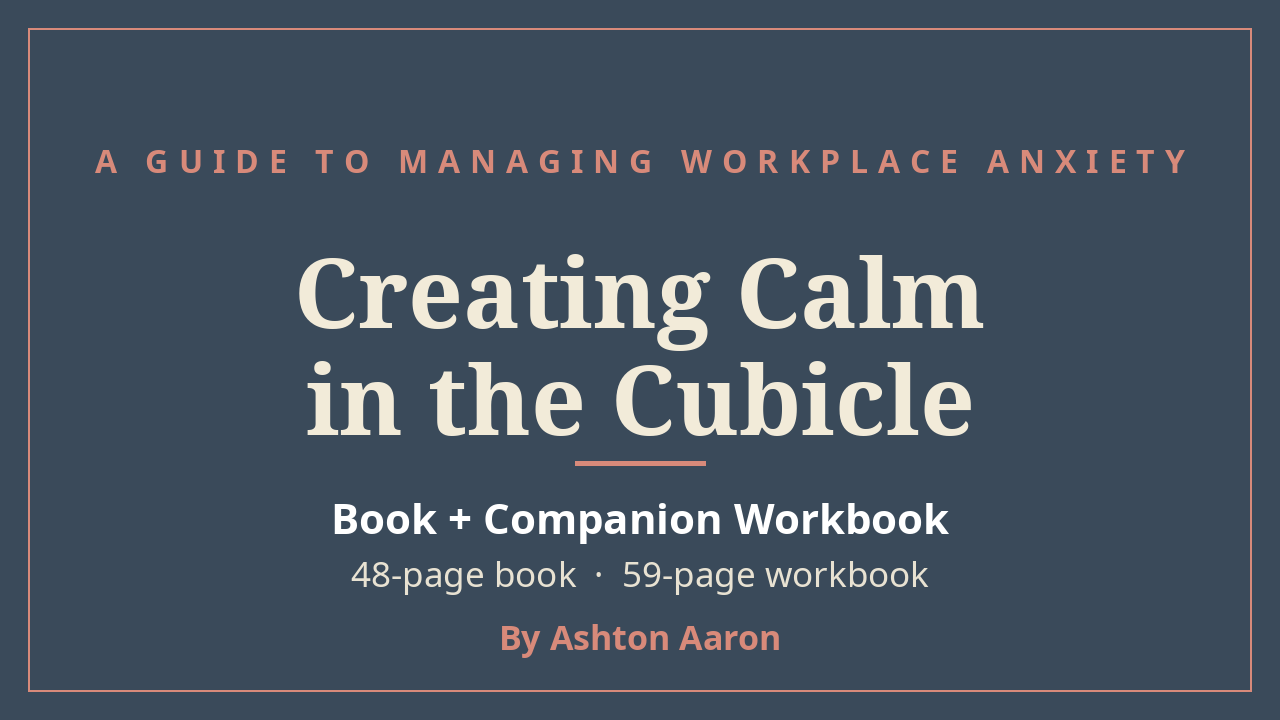 A GUIDE TO MANAGING WORKPLACE ANXIETY
Creating Calm
in the Cubicle
Book + Companion Workbook
48-page book · 59-page workbook
By Ashton Aaron